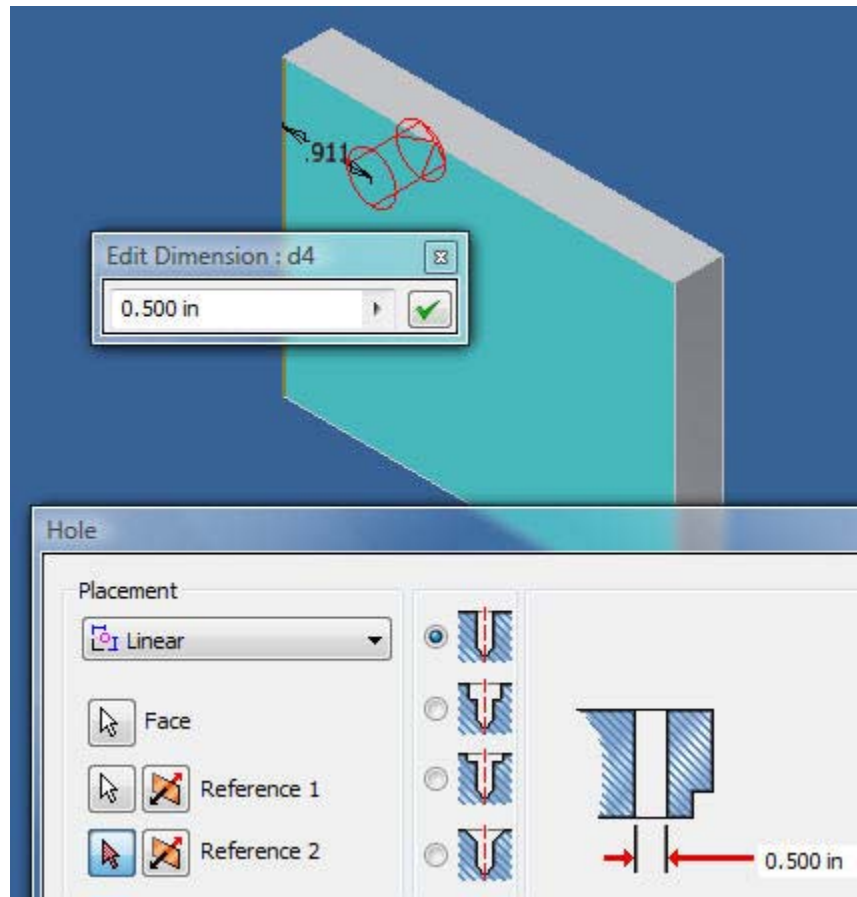 .911
Edit Dimension : d4
0.500 in
Hole
Placement
Linear
Face
Reference 1
Reference 2
0.500 in